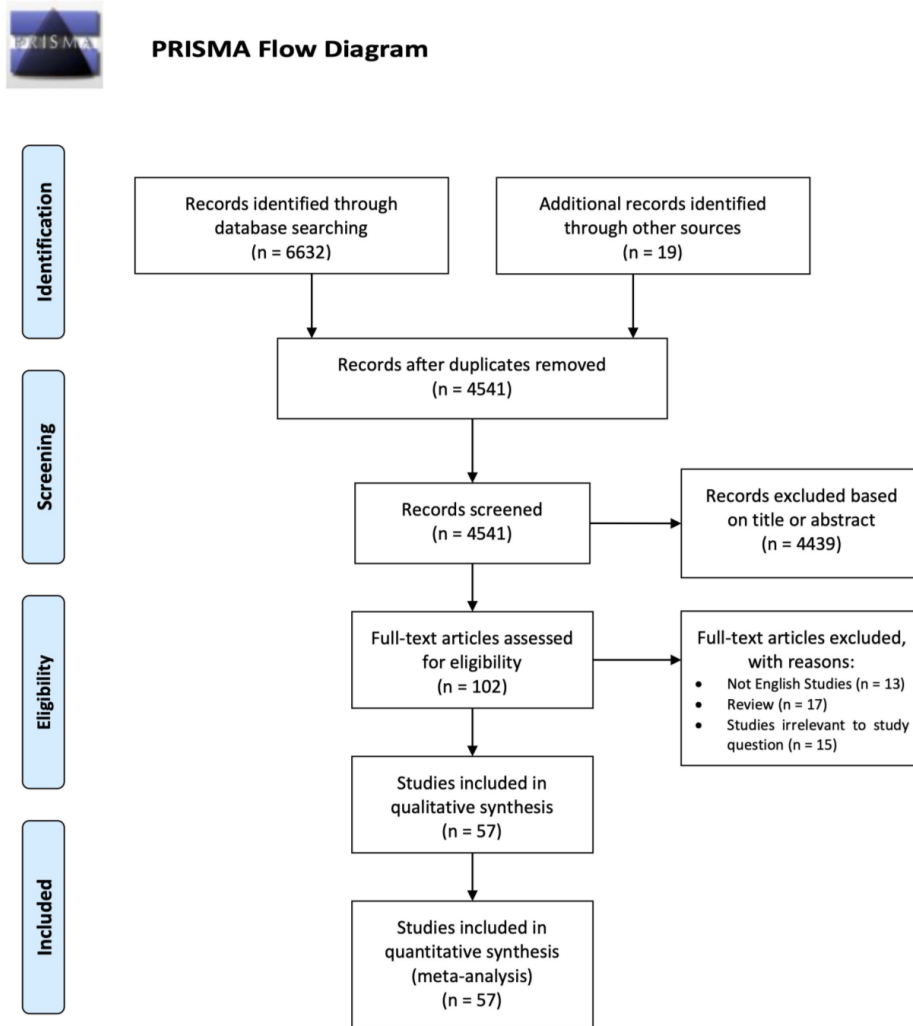 PRISMA
PRISMA Flow Diagram
Identification
Records identified through
database searching
(n = 6632)
Additional records identified
through other sources
(n = 19)
Records after duplicates removed
(n = 4541)
Screening
Records screened
(n = 4541)
Records excluded based
on title or abstract
(n = 4439)
Eligibility
Full-text articles assessed
for eligibility
(n = 102)
Full-text articles excluded,
with reasons:
• Not English Studies (n = 13)
• Review (n = 17)
• Studies irrelevant to study
question (n = 15)
Studies included in
qualitative synthesis
(n = 57)
Included
Studies included in
quantitative synthesis
(meta-analysis)
(n = 57)